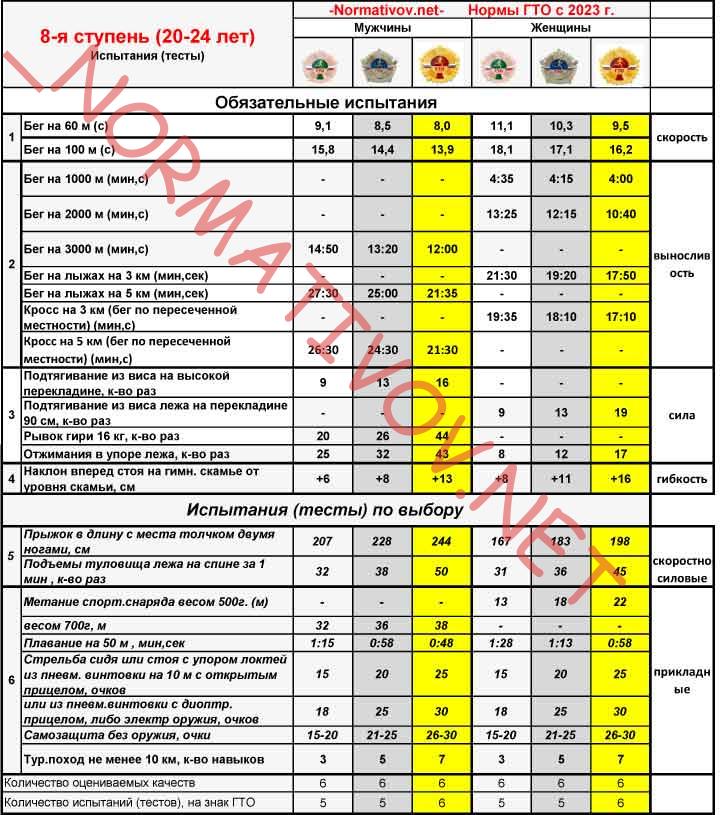 -Normativov.net- Нормы ГТО с 2023 г.
8-я ступень (20-24 лет)
Испытания (тесты)
Мужчины Женщины
Обязательные испытания
1 Бег на 60 м (с) 9,1 8,5 8,0 11,1 10,3 9,5 скорость
Бег на 100 м (с) 15,8 14,4 13,9 18,1 17,1 16,2
2 Бег на 1000 м (мин,с) - - - 4:35 4:15 4:00 выносливость
Бег на 2000 м (мин,с) - - - 13:25 12:15 10:40
Бег на 3000 м (мин,с) 14:50 13:20 12:00 - - -
Бег на лыжах на 3 км (мин,сек) - - - 21:30 19:20 17:50
Бег на лыжах на 5 км (мин,сек) 27:30 25:00 21:35 - - -
Кросс на 3 км (бег по пересеченной
местности) (мин,с) - - - 19:35 18:10 17:10
Кросс на 5 км (бег по пересеченной
местности) (мин,с) 26:30 24:30 21:30 - - -
3 Подтягивание из виса на высокой
перекладине, к-во раз 9 13 16 - - - сила
Подтягивание из виса лежа на перекладине
90 см, к-во раз - - - 9 13 19
Рывок гири 16 кг, к-во раз 20 26 44 - - -
Отжимания в упоре лежа, к-во раз 25 32 43 8 12 17
4 Наклон вперед стоя на гимн. скамье от
уровня скамьи, см +6 +8 +13 +8 +11 +16 гибкость
Испытания (тесты) по выбору
5 Прыжок в длину с места толчком двумя
ногами, см 207 228 244 167 183 198 скоростно
силовые
Подъемы туловища лежа на спине за 1
мин , к-во раз 32 38 50 31 36 45
6 Метание спорт.снаряда весом 500г. (м) - - - 13 18 22 прикладные
весом 700г, м 32 36 38 - - -
Плавание на 50 м , мин,сек 1:15 0:58 0:48 1:28 1:13 0:58
Стрельба сидя или стоя с упором локтей
из пневм. винтовки на 10 м с открытым
прицелом, очков 15 20 25 15 20 25
или из пневм.винтовки с диоптр.
прицелом, либо электр оружия, очков 18 25 30 18 25 30
Самозащита без оружия, очки 15-20 21-25 26-30 15-20 21-25 26-30
Тур.поход не менее 10 км, к-во навыков 3 5 7 3 5 7
Количество оцениваемых качеств 6 6 6 6 6 6
Количество испытаний (тестов), на знак ГТО 5 5 6 5 5 6
_NORMATIVOV.NET